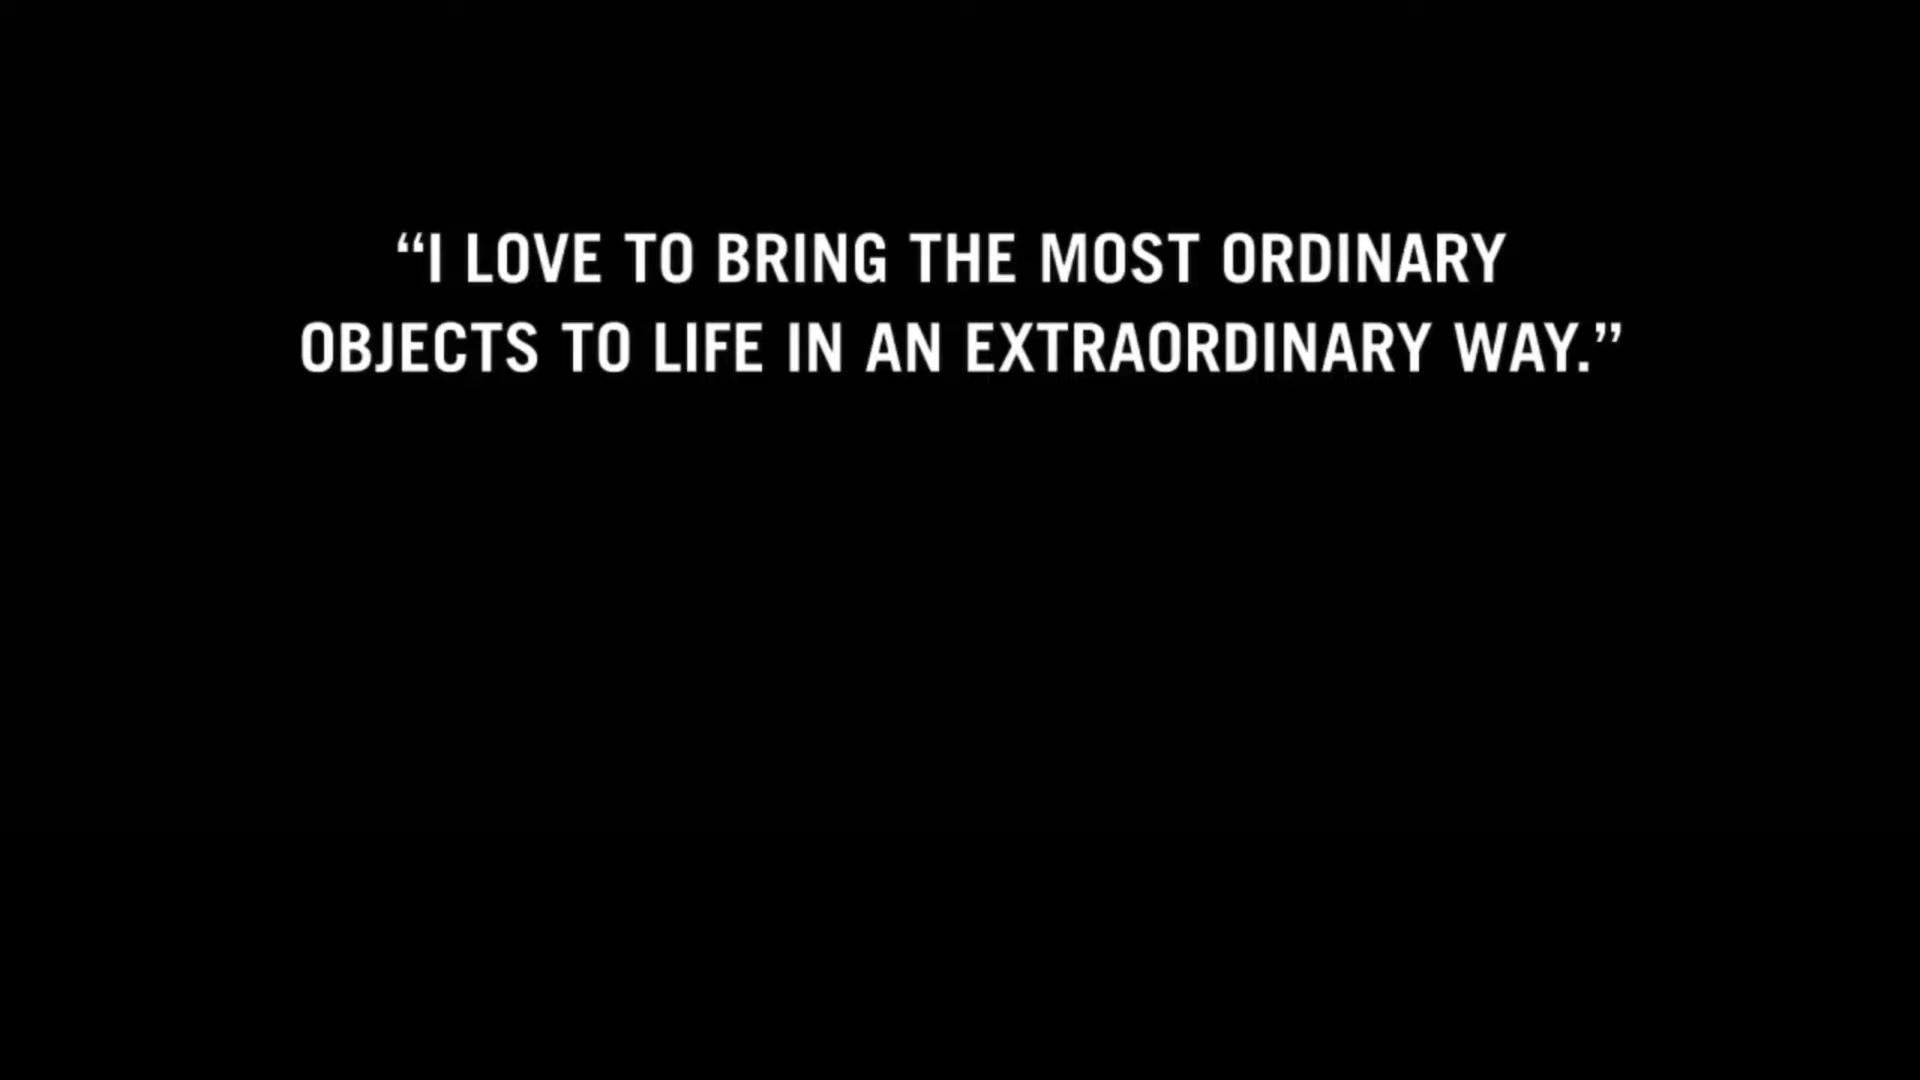 “I LOVE TO BRING THE MOST ORDINARY
OBJECTS TO LIFE IN AN EXTRAORDINARY WAY.”